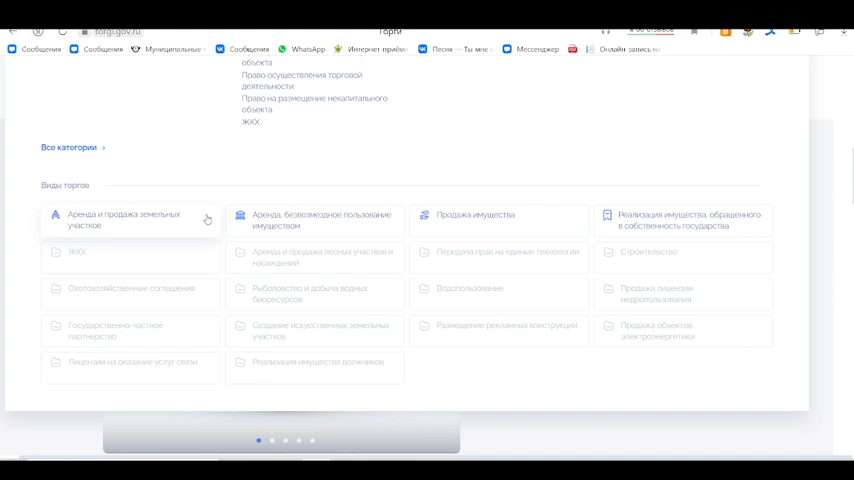 torgi.gov.ru
Торги
Сообщения Сообщения Муниципальные Сообщения WhatsApp Интернет-приём Песня — Ты мне Мессенджер Онлайн-запись на
объекта
Право осуществления торговой
деятельности
Право на размещение некапитального
объекта
ЖКХ
Все категории →
Виды торгов
Аренда и продажа земельных
участков
Аренда, безвозмездное пользование
имуществом
Продажа имущества
Реализация имущества, обращенного
в собственность государства
ЖКХ
Аренда и продажа лесных участков и
насаждений
Передача прав на единые технологии
Строительство
Охотохозяйственные соглашения
Рыболовство и добыча водных
биоресурсов
Водопользование
Продажа лицензии
недропользования
Государственно-частное
партнерство
Создание искусственных земельных
участков
Размещение рекламных конструкций
Продажа объектов
электроэнергетики
Лицензии на оказание услуг связи
Реализация имущества должников